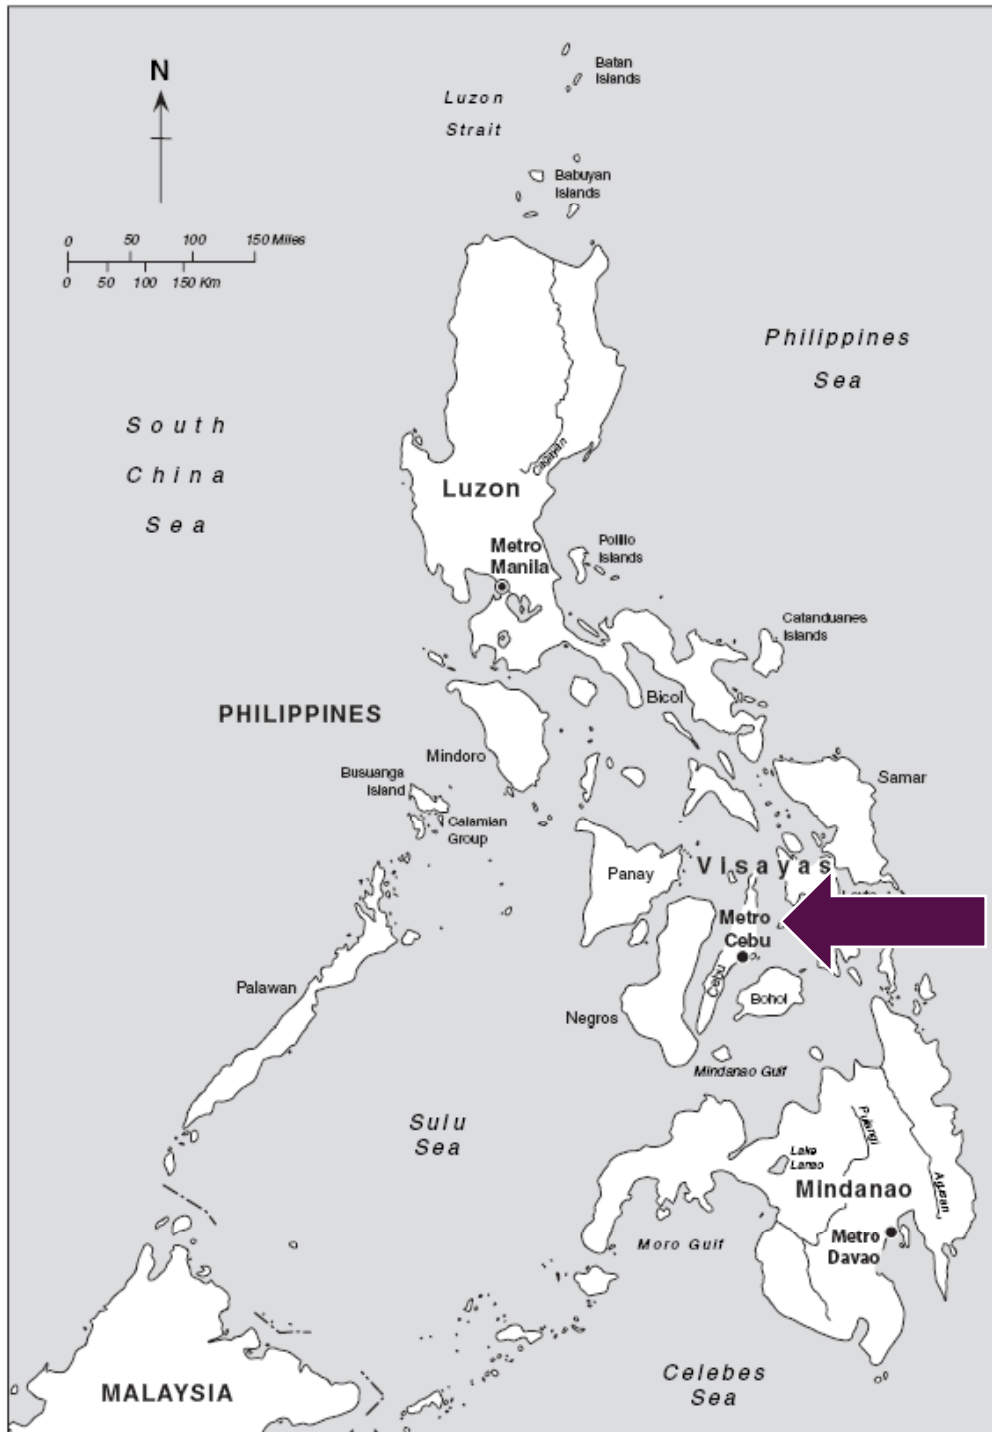 Batan
Islands
Luzon
Strait
N
Babuyan
Islands
0 50 100 150 Miles
0 50 100 150 Km
Philippines
Sea
South
China
Sea
Cagayan
Luzon
Metro
Manila
Polillo
Islands
Catanduanes
Islands
Bicol
PHILIPPINES
Mindoro
Busuanga
Island
Samar
Calamian
Group
Visayas
Panay
Metro
Cebu
Cebu
Palawan
Bohol
Negros
Mindanao Gulf
Sulu
Sea
Pulangi
Lake
Lanao
Agusan
Mindanao
Metro
Davao
Moro Gulf
Celebes
Sea
MALAYSIA